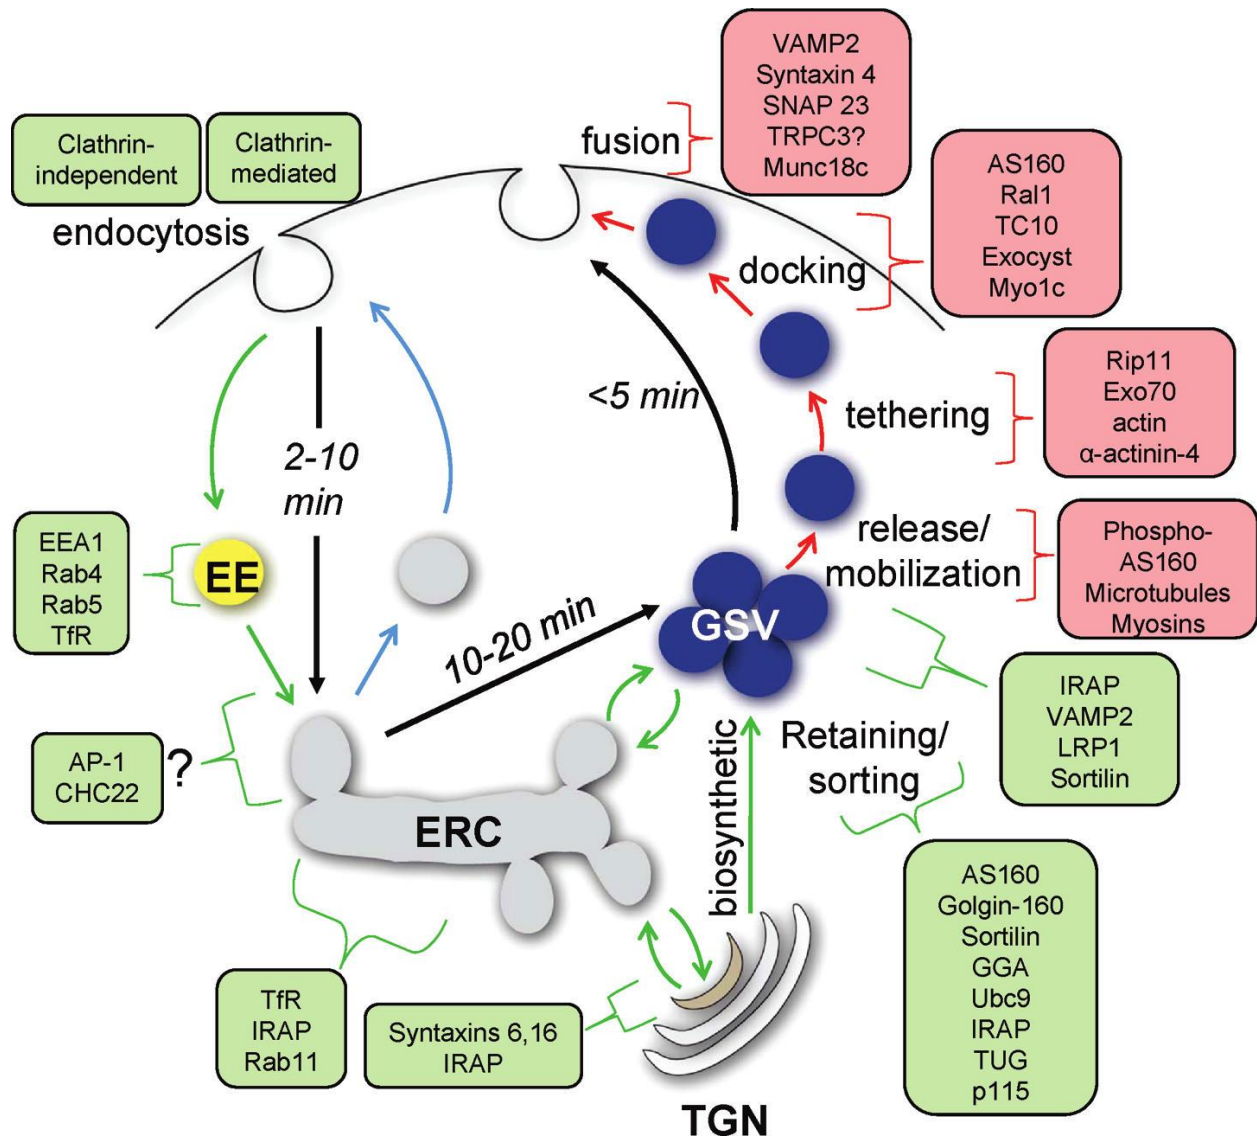 VAMP2
Syntaxin 4
SNAP 23
TRPC3?
Munc18c
fusion
Clathrin-
independent
Clathrin-
mediated
endocytosis
AS160
Ral1
TC10
Exocyst
Myo1c
docking
Rip11
Exo70
actin
α-actinin-4
tethering
<5 min
2-10
min
release/
mobilization
Phospho-
AS160
Microtubules
Myosins
EEA1
Rab4
Rab5
TfR
EE
GSV
10-20 min
IRAP
VAMP2
LRP1
Sortilin
AP-1
CHC22
?
Retaining/
sorting
biosynthetic
ERC
AS160
Golgin-160
Sortilin
GGA
Ubc9
IRAP
TUG
p115
TfR
IRAP
Rab11
Syntaxins 6,16
IRAP
TGN